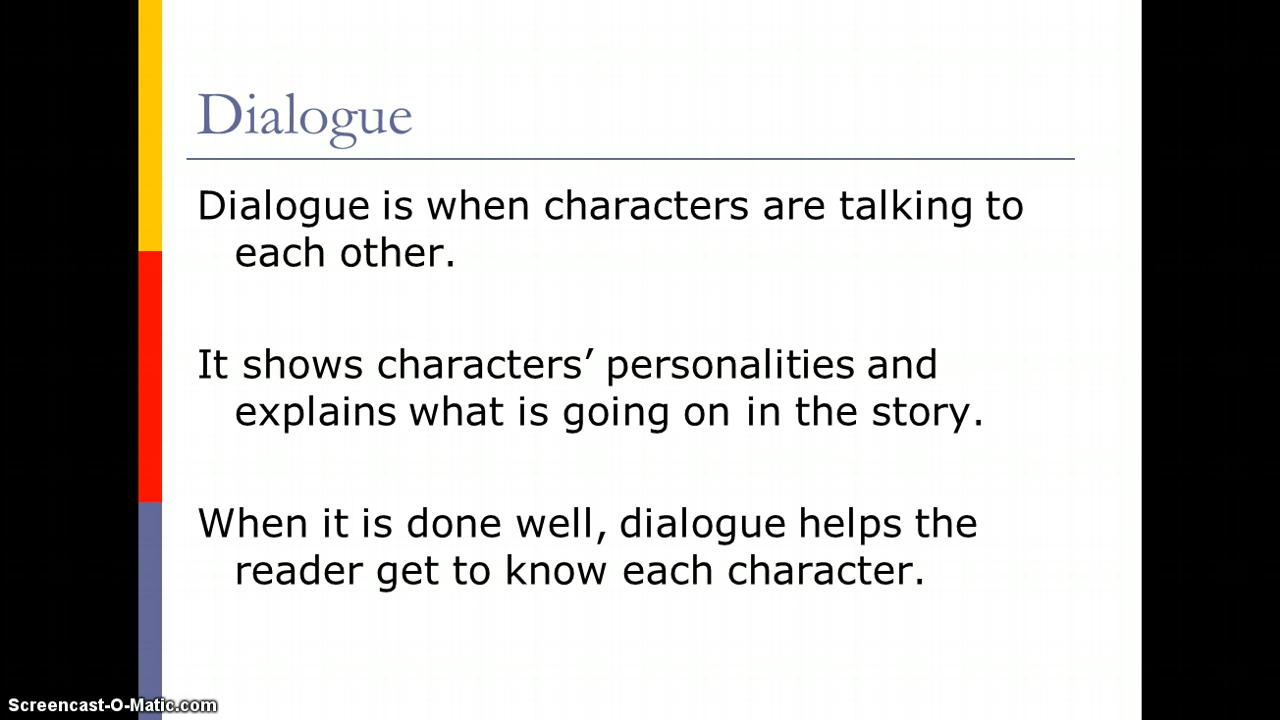 Dialogue
Dialogue is when characters are talking to
each other.
It shows characters’ personalities and
explains what is going on in the story.
When it is done well, dialogue helps the
reader get to know each character.
Screencast-O-Matic.com